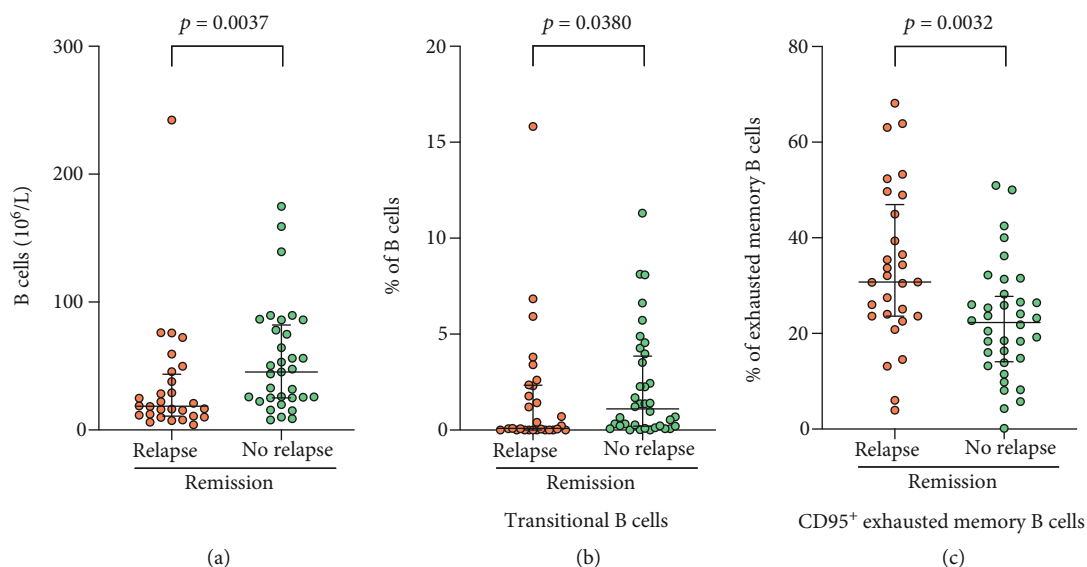 p = 0.0037
300
200
100
0
B cells (10⁶/L)
Relapse No relapse
Remission
(a)
p = 0.0380
20
15
10
5
0
% of B cells
Relapse No relapse
Remission
Transitional B cells
(b)
p = 0.0032
80
60
40
20
0
% of exhausted memory B cells
Relapse No relapse
Remission
CD95⁺ exhausted memory B cells
(c)